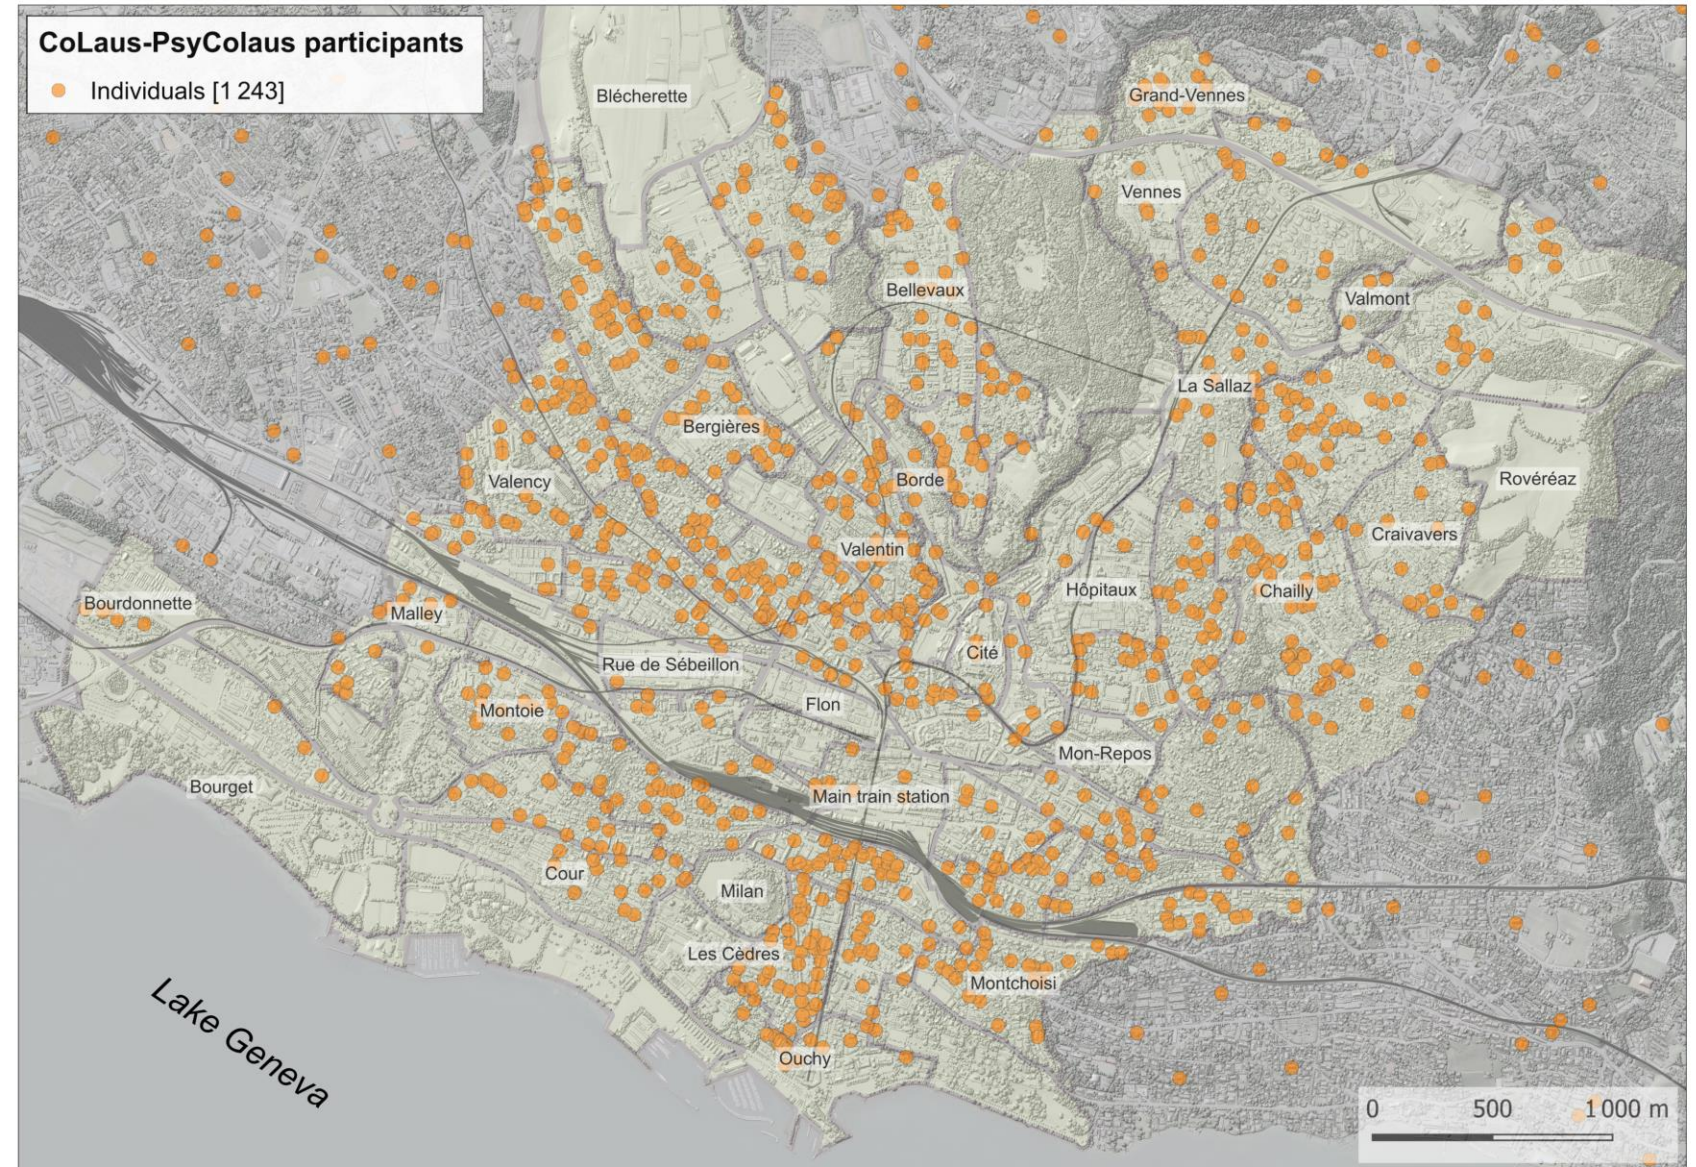 CoLaus-PsyColaus participants
Individuals [1 243]
Blécherette
Grand-Vennes
Vennes
Bellevaux
Valmont
La Sallaz
Bergières
Valency
Borde
Rovéréaz
Craivavers
Valentin
Hôpitaux
Chailly
Bourdonnette
Malley
Cité
Rue de Sébeillon
Flon
Montoie
Mon-Repos
Bourget
Main train station
Cour
Milan
Les Cèdres
Montchoisi
Ouchy
Lake Geneva
0 500 1 000 m